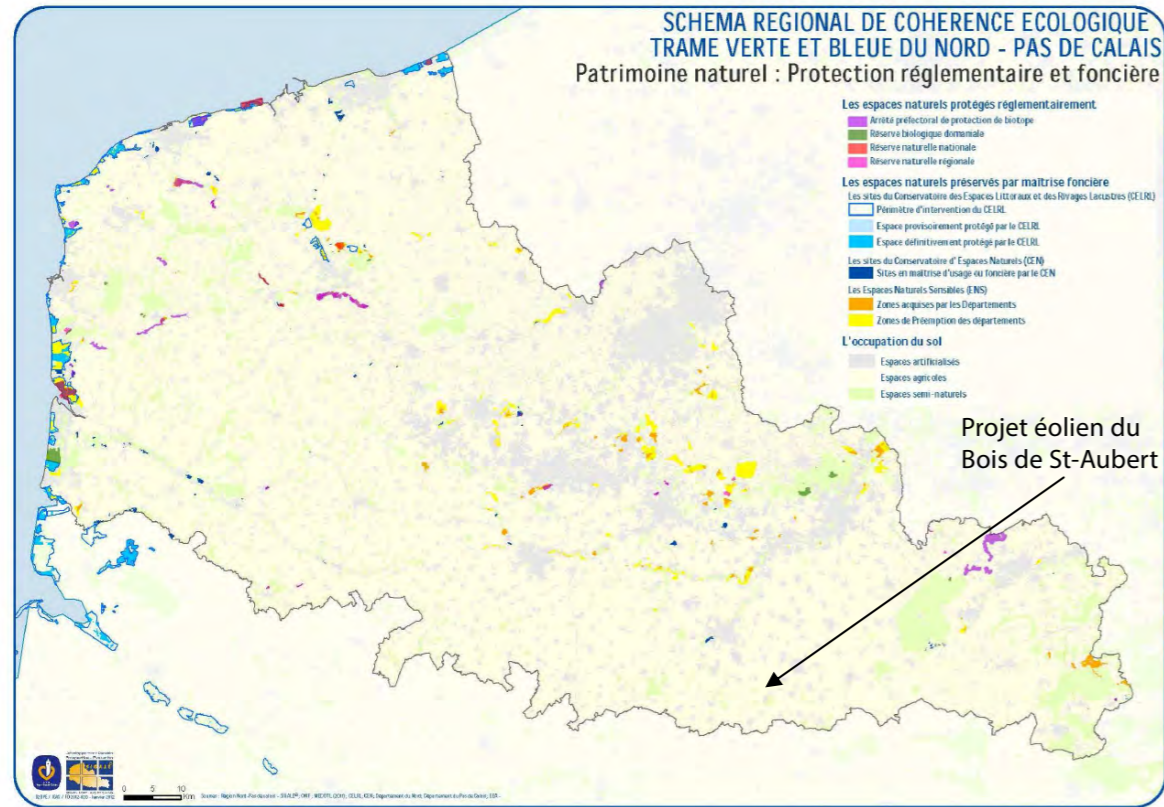 SCHEMA REGIONAL DE COHERENCE ECOLOGIQUE
TRAME VERTE ET BLEUE DU NORD - PAS DE CALAIS
Patrimoine naturel : Protection réglementaire et foncière
Les espaces naturels protégés réglementairement
Arrêté préfectoral de protection de biotope
Réserve biologique domaniale
Réserve naturelle nationale
Réserve naturelle régionale
Les espaces naturels préservés par maîtrise foncière
Les sites du Conservatoire des Espaces Littoraux et des Rivages Lacustres (CELRL)
Périmètre d'intervention du CELRL
Espace provisoirement protégé par le CELRL
Espace définitivement protégé par le CELRL
Les sites du Conservatoire d' Espaces Naturels (CEN)
Sites en maîtrise d'usage ou foncière par le CEN
Les Espaces Naturels Sensibles (ENS)
Zones acquises par les Départements
Zones de Préemption des départements
L'occupation du sol
Espaces artificialisés
Espaces agricoles
Espaces semi-naturels
Projet éolien du
Bois de St-Aubert
0 5 10